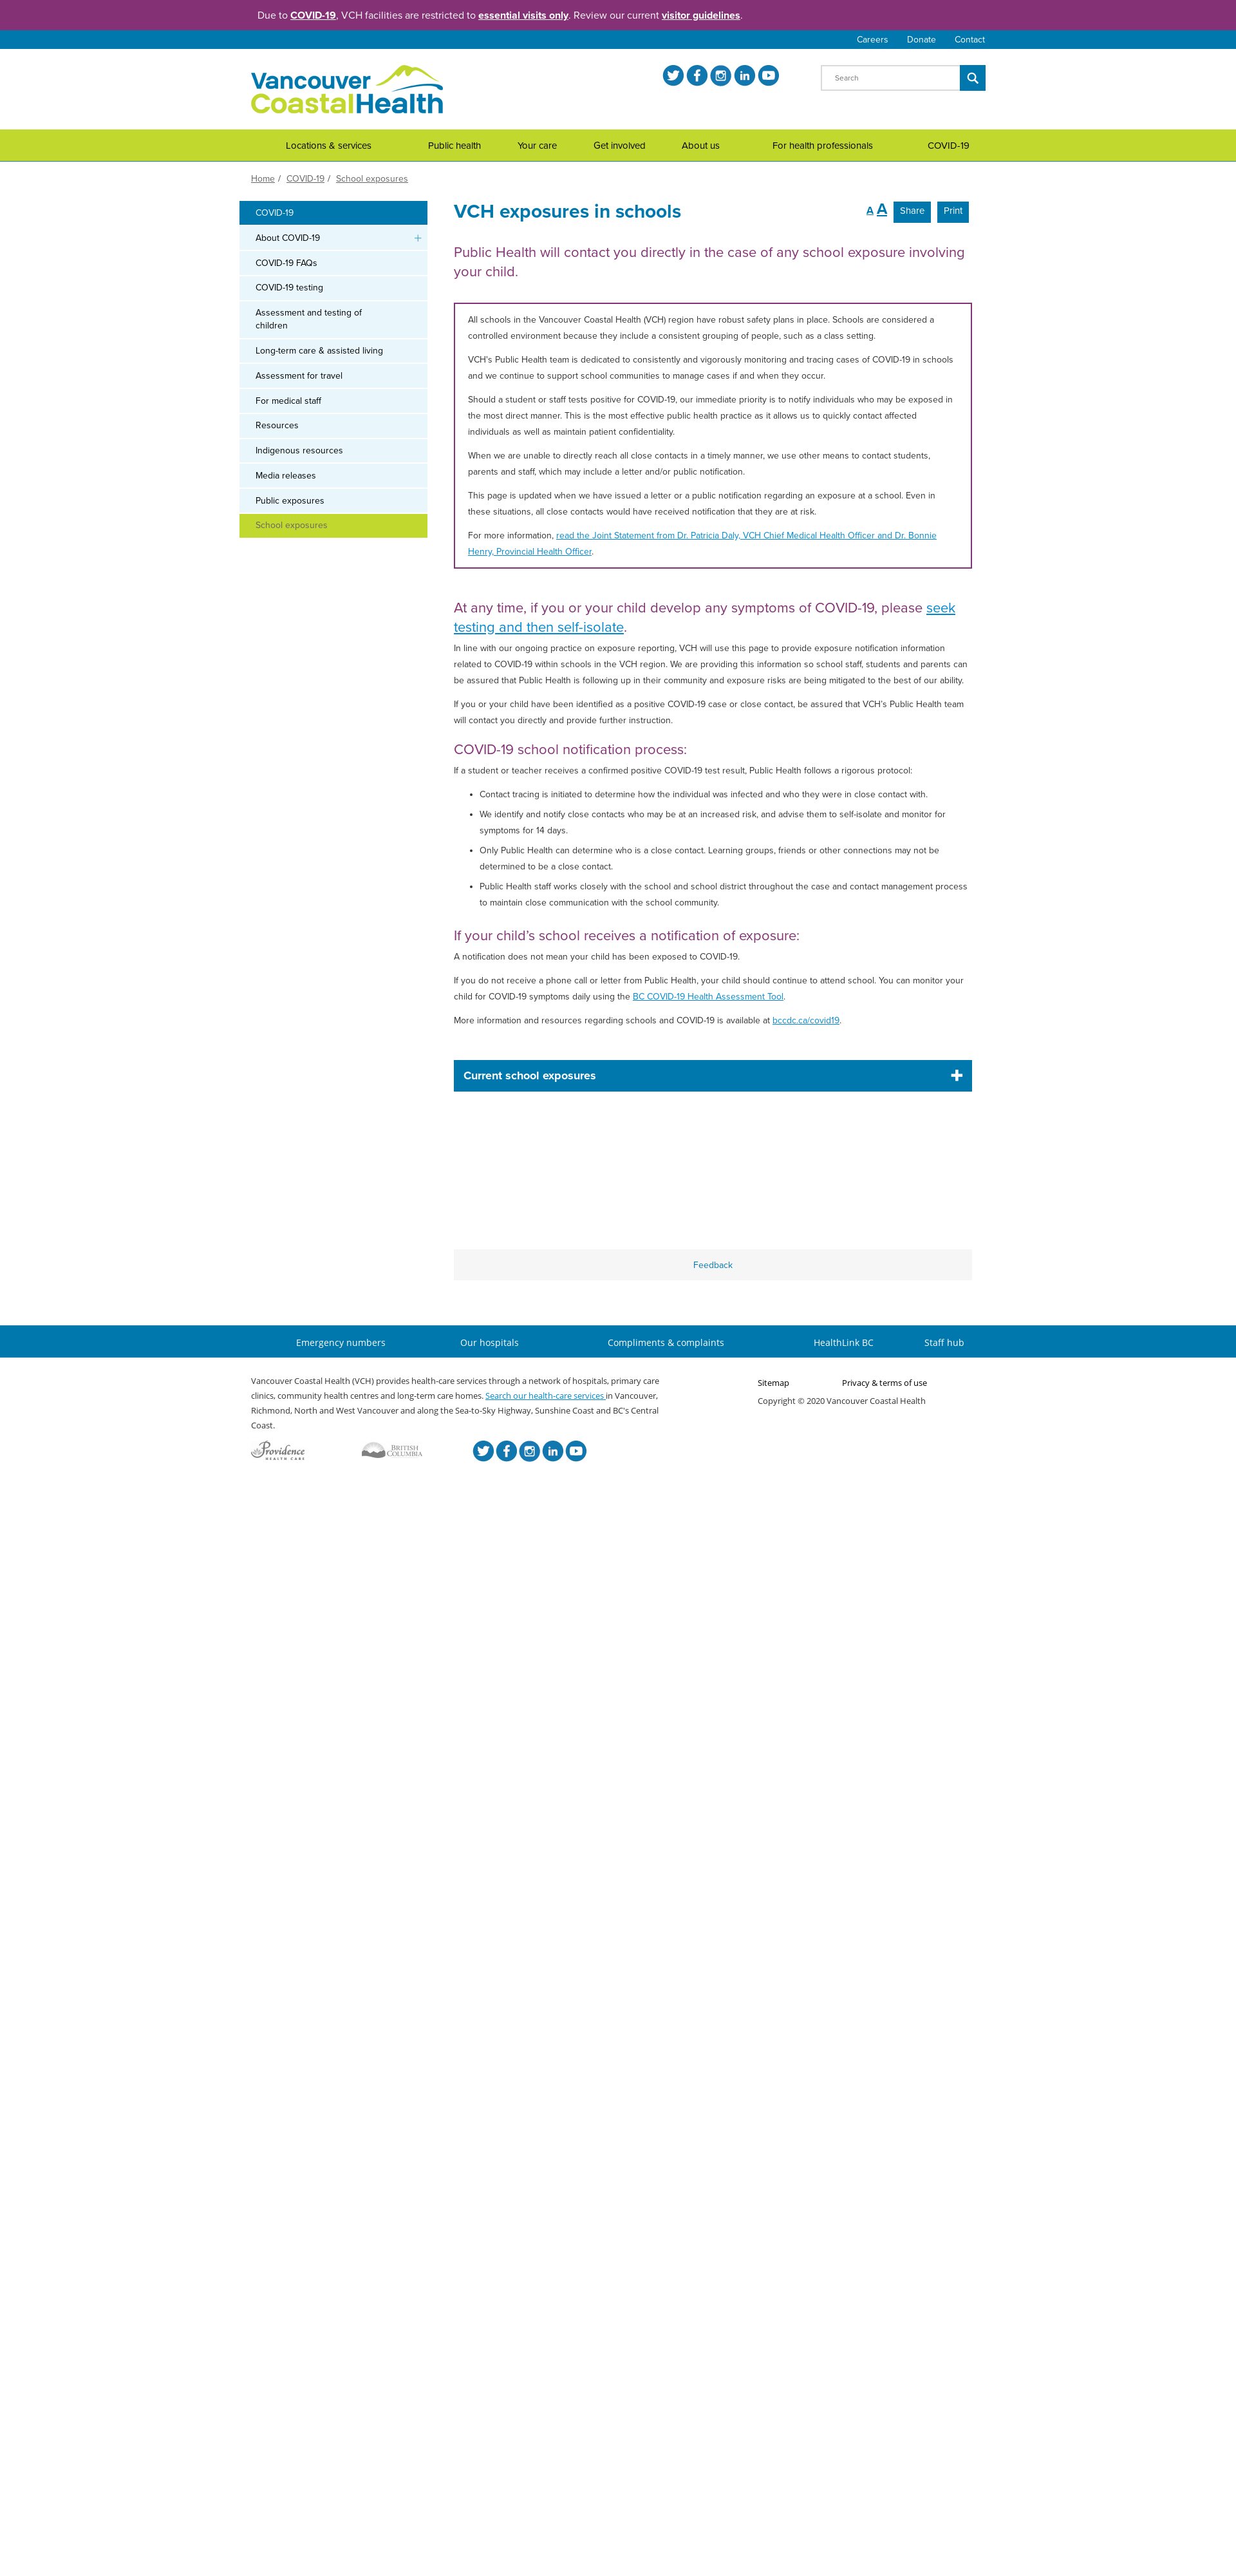 Due to COVID-19, VCH facilities are restricted to essential visits only. Review our current visitor guidelines.
Careers Donate Contact
Vancouver
CoastalHealth
Search
Locations & services Public health Your care Get involved About us For health professionals COVID-19
Home / COVID-19 / School exposures
COVID-19
About COVID-19
COVID-19 FAQs
COVID-19 testing
Assessment and testing of
children
Long-term care & assisted living
Assessment for travel
For medical staff
Resources
Indigenous resources
Media releases
Public exposures
School exposures
VCH exposures in schools
A A Share Print
Public Health will contact you directly in the case of any school exposure involving
your child.
All schools in the Vancouver Coastal Health (VCH) region have robust safety plans in place. Schools are considered a
controlled environment because they include a consistent grouping of people, such as a class setting.
VCH's Public Health team is dedicated to consistently and vigorously monitoring and tracing cases of COVID-19 in schools
and we continue to support school communities to manage cases if and when they occur.
Should a student or staff tests positive for COVID-19, our immediate priority is to notify individuals who may be exposed in
the most direct manner. This is the most effective public health practice as it allows us to quickly contact affected
individuals as well as maintain patient confidentiality.
When we are unable to directly reach all close contacts in a timely manner, we use other means to contact students,
parents and staff, which may include a letter and/or public notification.
This page is updated when we have issued a letter or a public notification regarding an exposure at a school. Even in
these situations, all close contacts would have received notification that they are at risk.
For more information, read the Joint Statement from Dr. Patricia Daly, VCH Chief Medical Health Officer and Dr. Bonnie
Henry, Provincial Health Officer.
At any time, if you or your child develop any symptoms of COVID-19, please seek
testing and then self-isolate.
In line with our ongoing practice on exposure reporting, VCH will use this page to provide exposure notification information
related to COVID-19 within schools in the VCH region. We are providing this information so school staff, students and parents can
be assured that Public Health is following up in their community and exposure risks are being mitigated to the best of our ability.
If you or your child have been identified as a positive COVID-19 case or close contact, be assured that VCH's Public Health team
will contact you directly and provide further instruction.
COVID-19 school notification process:
If a student or teacher receives a confirmed positive COVID-19 test result, Public Health follows a rigorous protocol:
• Contact tracing is initiated to determine how the individual was infected and who they were in close contact with.
• We identify and notify close contacts who may be at an increased risk, and advise them to self-isolate and monitor for
symptoms for 14 days.
• Only Public Health can determine who is a close contact. Learning groups, friends or other connections may not be
determined to be a close contact.
• Public Health staff works closely with the school and school district throughout the case and contact management process
to maintain close communication with the school community.
If your child's school receives a notification of exposure:
A notification does not mean your child has been exposed to COVID-19.
If you do not receive a phone call or letter from Public Health, your child should continue to attend school. You can monitor your
child for COVID-19 symptoms daily using the BC COVID-19 Health Assessment Tool.
More information and resources regarding schools and COVID-19 is available at bccdc.ca/covid19.
Current school exposures
Feedback
Emergency numbers Our hospitals Compliments & complaints HealthLink BC Staff hub
Vancouver Coastal Health (VCH) provides health-care services through a network of hospitals, primary care
clinics, community health centres and long-term care homes. Search our health-care services in Vancouver,
Richmond, North and West Vancouver and along the Sea-to-Sky Highway, Sunshine Coast and BC's Central
Coast.
Sitemap Privacy & terms of use
Copyright © 2020 Vancouver Coastal Health
Providence
HEALTH CARE
BRITISH
COLUMBIA